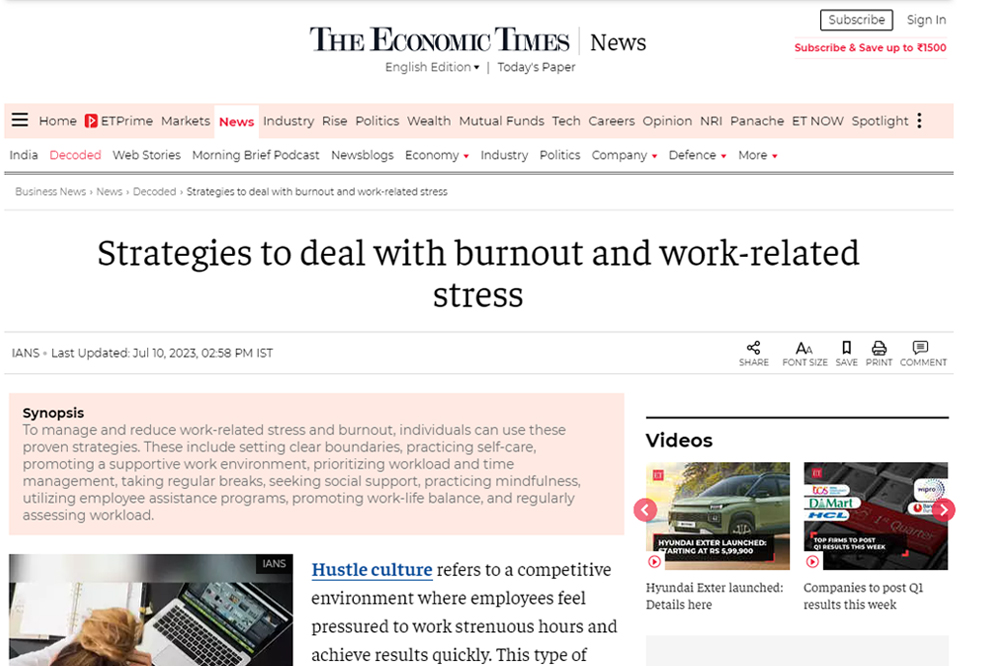 Subscribe Sign In
THE ECONOMIC TIMES News
Subscribe & Save up to ₹1500
English Edition | Today's Paper
Home ETPrime Markets News Industry Rise Politics Wealth Mutual Funds Tech Careers Opinion NRI Panache ET NOW Spotlight
India Decoded Web Stories Morning Brief Podcast Newsblogs Economy Industry Politics Company Defence More
Business News › News › Decoded › Strategies to deal with burnout and work-related stress
Strategies to deal with burnout and work-related
stress
IANS • Last Updated: Jul 10, 2023, 02:58 PM IST
SHARE FONT SIZE SAVE PRINT COMMENT
Synopsis
To manage and reduce work-related stress and burnout, individuals can use these
proven strategies. These include setting clear boundaries, practicing self-care,
promoting a supportive work environment, prioritizing workload and time
management, taking regular breaks, seeking social support, practicing mindfulness,
utilizing employee assistance programs, promoting work-life balance, and regularly
assessing workload.
Videos
ET
HYUNDAI EXTER LAUNCHED:
STARTING AT RS 5,99,900
Hyundai Exter launched:
Details here
ET
tcs
wipro
DMart
HCL
1st Quarter
TOP FIRMS TO POST
Q1 RESULTS THIS WEEK
Companies to post Q1
results this week
IANS
Hustle culture refers to a competitive
environment where employees feel
pressured to work strenuous hours and
achieve results quickly. This type of